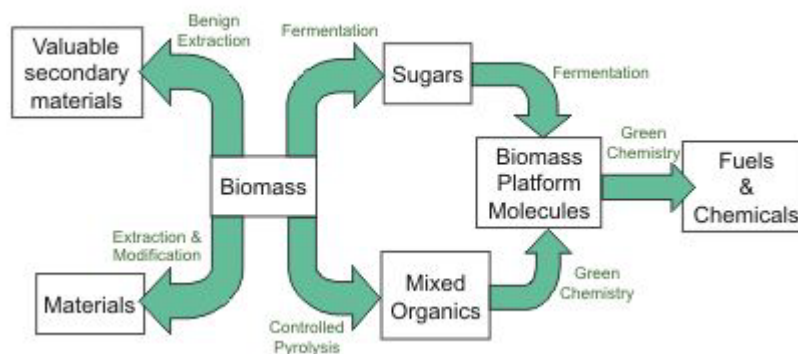 Valuable
secondary
materials
Benign
Extraction
Fermentation
Sugars
Fermentation
Biomass
Biomass
Platform
Molecules
Green
Chemistry
Fuels
&
Chemicals
Extraction &
Modification
Materials
Controlled
Pyrolysis
Mixed
Organics
Green
Chemistry